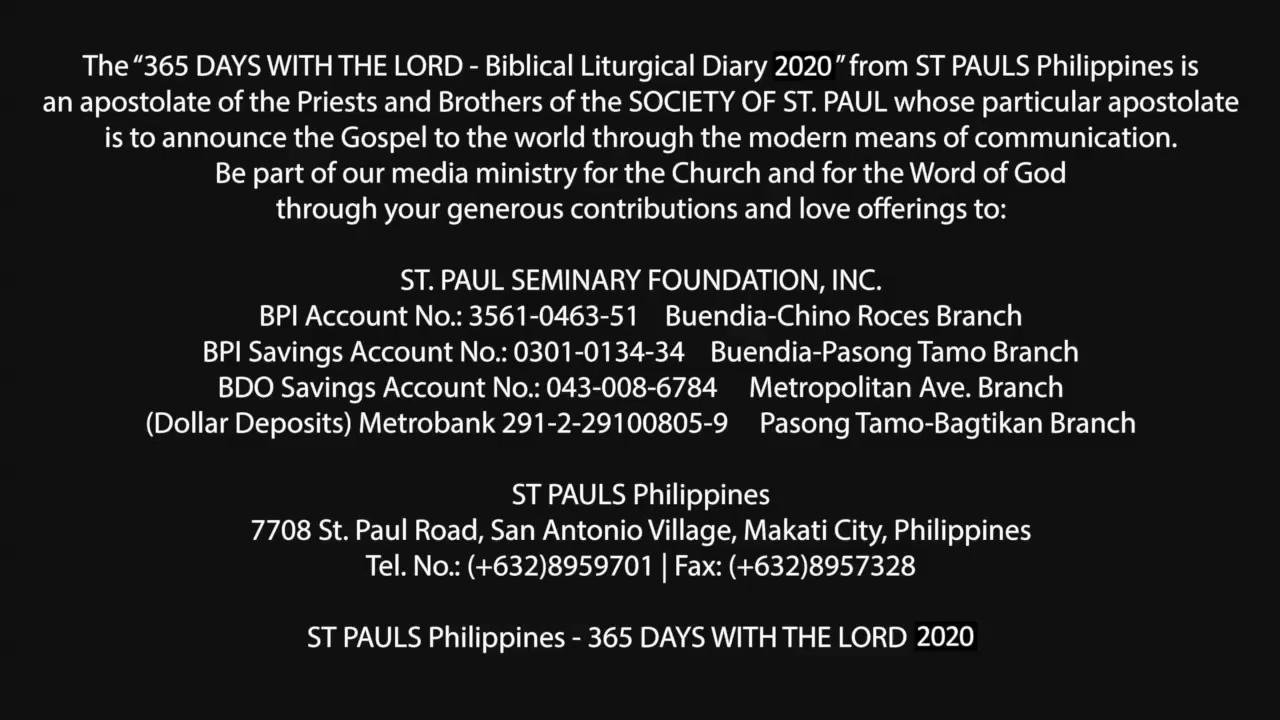 The “365 DAYS WITH THE LORD - Biblical Liturgical Diary 2020” from ST PAULS Philippines is
an apostolate of the Priests and Brothers of the SOCIETY OF ST. PAUL whose particular apostolate
is to announce the Gospel to the world through the modern means of communication.
Be part of our media ministry for the Church and for the Word of God
through your generous contributions and love offerings to:
ST. PAUL SEMINARY FOUNDATION, INC.
BPI Account No.: 3561-0463-51 Buendia-Chino Roces Branch
BPI Savings Account No.: 0301-0134-34 Buendia-Pasong Tamo Branch
BDO Savings Account No.: 043-008-6784 Metropolitan Ave. Branch
(Dollar Deposits) Metrobank 291-2-29100805-9 Pasong Tamo-Bagtikan Branch
ST PAULS Philippines
7708 St. Paul Road, San Antonio Village, Makati City, Philippines
Tel. No.: (+632)8959701 | Fax: (+632)8957328
ST PAULS Philippines - 365 DAYS WITH THE LORD 2020